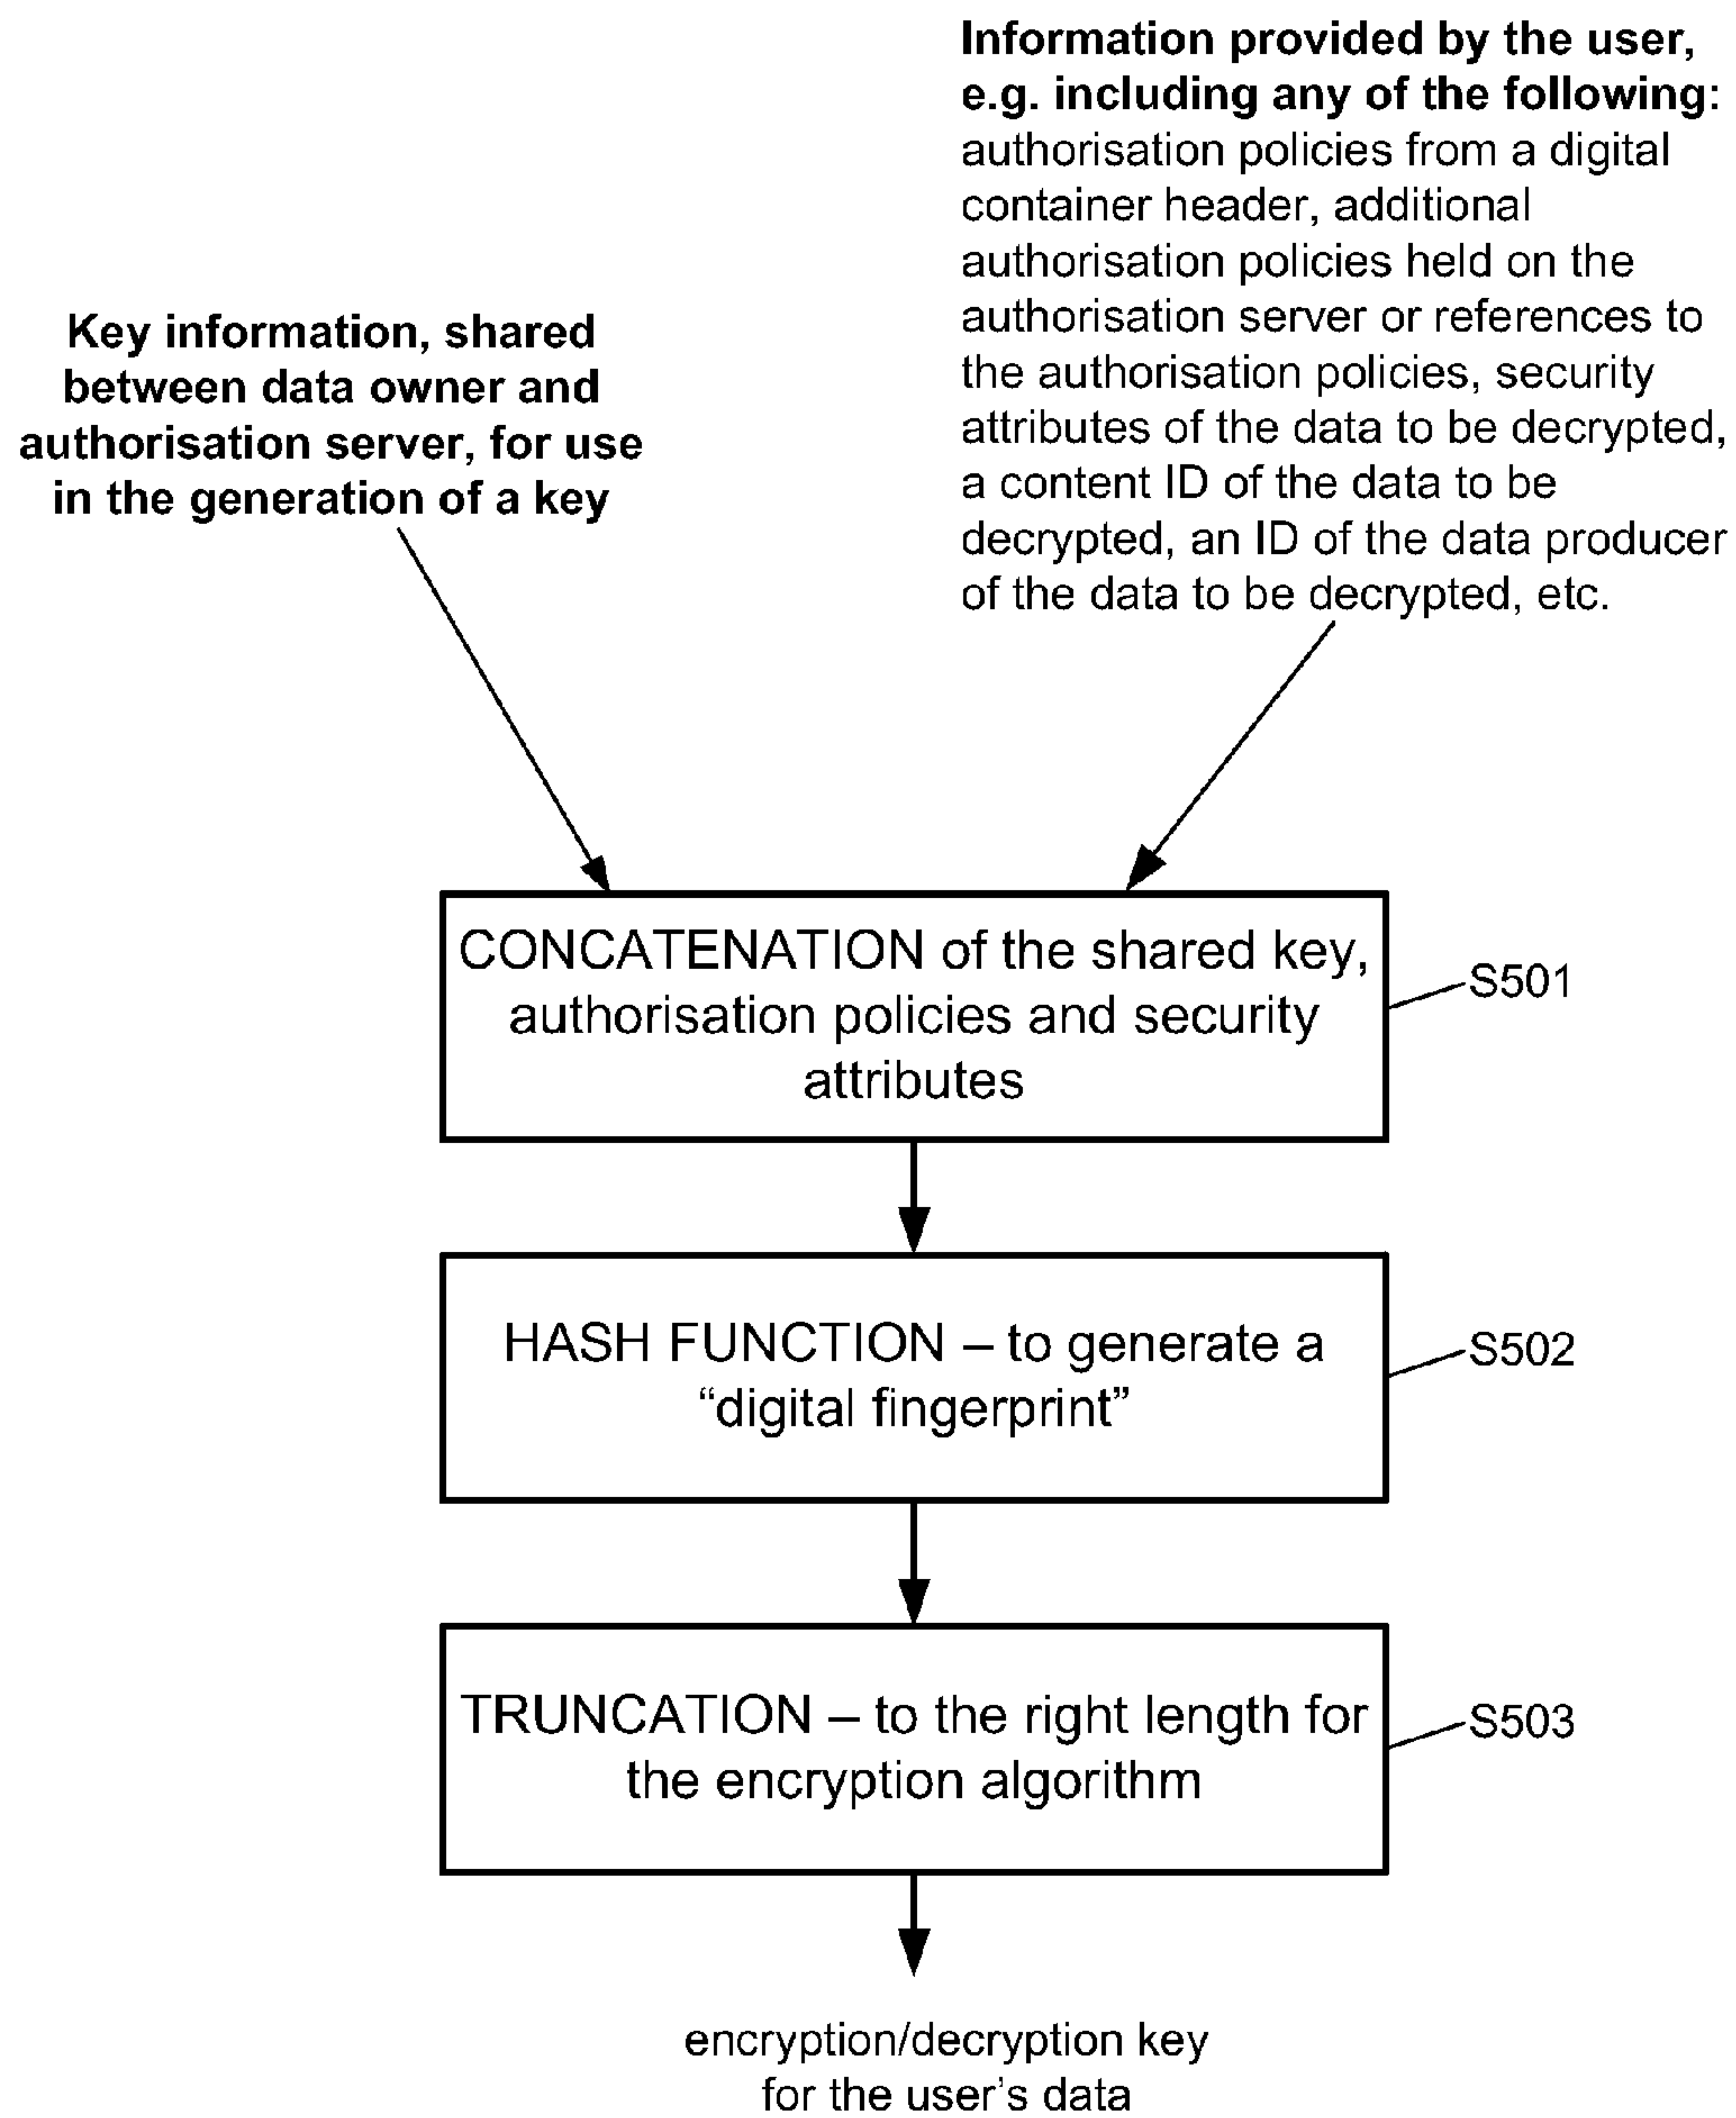 Information provided by the user,
e.g. including any of the following:
authorisation policies from a digital
container header, additional
authorisation policies held on the
authorisation server or references to
the authorisation policies, security
attributes of the data to be decrypted,
a content ID of the data to be
decrypted, an ID of the data producer
of the data to be decrypted, etc.
Key information, shared
between data owner and
authorisation server, for use
in the generation of a key
CONCATENATION of the shared key,
authorisation policies and security
attributes
S501
HASH FUNCTION – to generate a
“digital fingerprint”
S502
TRUNCATION – to the right length for
the encryption algorithm
S503
encryption/decryption key
for the user’s data